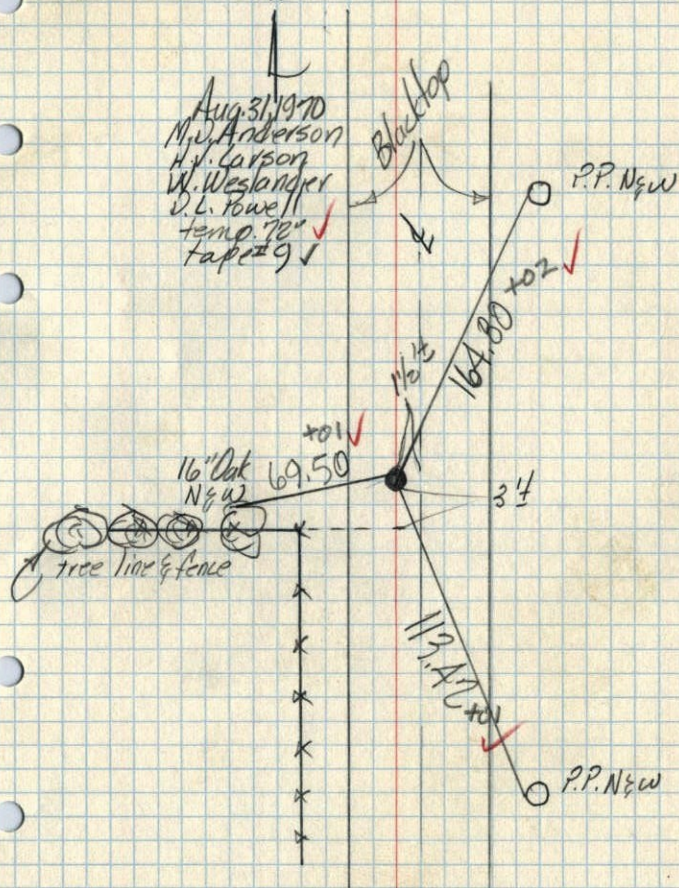 Aug. 31, 1970
M.D. Anderson
H.V. Carson
W. Weslander
D.L. Powell
temp. 72°
tape #9
Blacktop
P.P. N&W
℄
164.80 +02
1½'±
+01
69.50
16" Oak
N&W
3'±
tree line & fence
113.42 +01
P.P. N&W